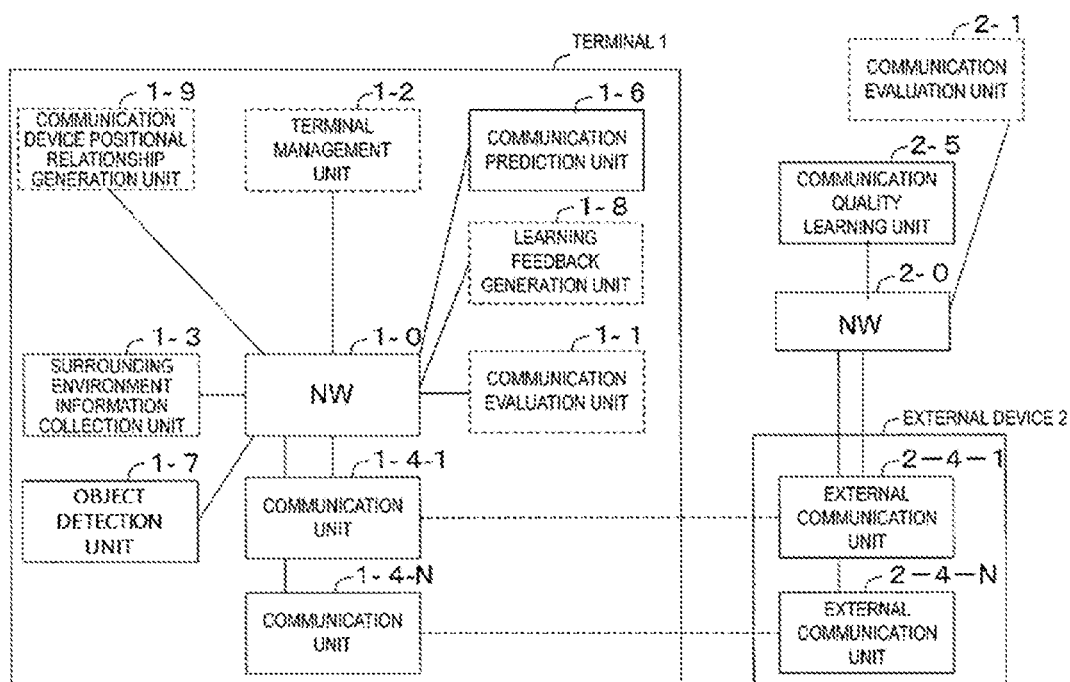 TERMINAL 1
1-9
COMMUNICATION
DEVICE POSITIONAL
RELATIONSHIP
GENERATION UNIT
1-2
TERMINAL
MANAGEMENT
UNIT
1-6
COMMUNICATION
PREDICTION UNIT
1-8
LEARNING
FEEDBACK
GENERATION UNIT
1-3
SURROUNDING
ENVIRONMENT
INFORMATION
COLLECTION UNIT
1-0
NW
1-1
COMMUNICATION
EVALUATION UNIT
1-7
OBJECT
DETECTION
UNIT
1-4-1
COMMUNICATION
UNIT
1-4-N
COMMUNICATION
UNIT
2-1
COMMUNICATION
EVALUATION UNIT
2-5
COMMUNICATION
QUALITY
LEARNING UNIT
2-0
NW
EXTERNAL DEVICE 2
2-4-1
EXTERNAL
COMMUNICATION
UNIT
2-4-N
EXTERNAL
COMMUNICATION
UNIT